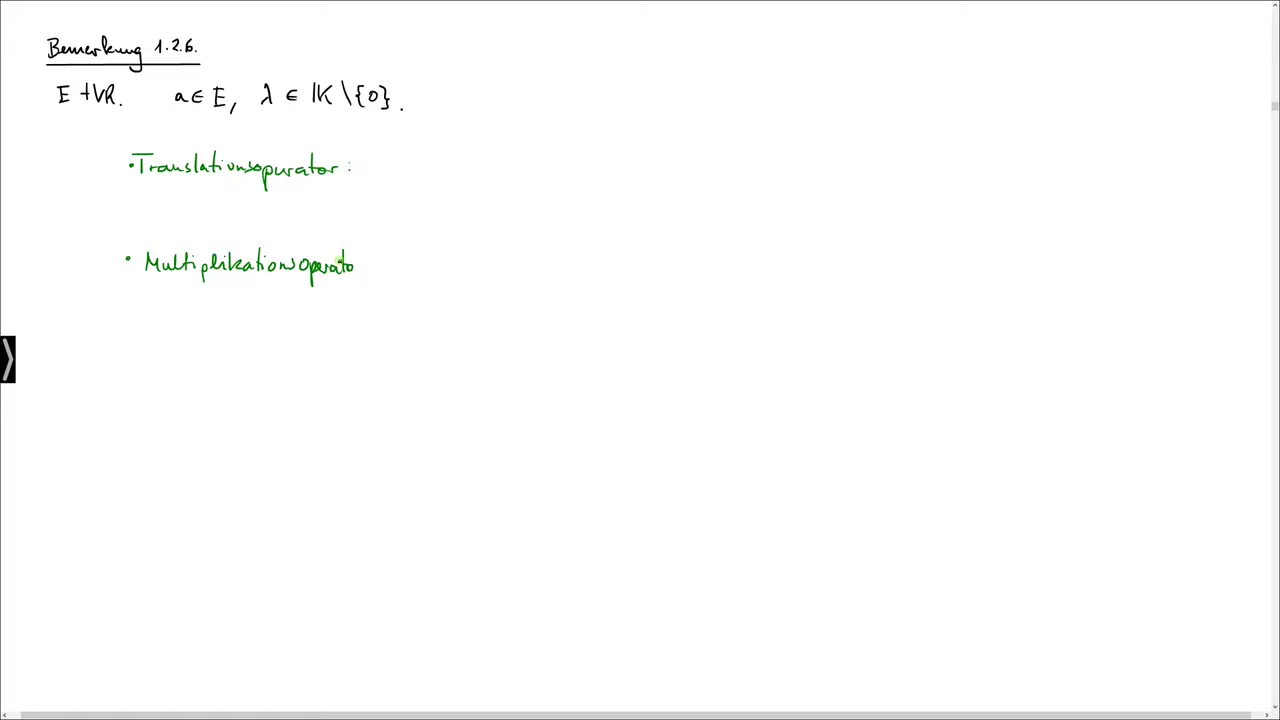 Bemerkung 1.2.6.
E tVR. a ∈ E, λ ∈ K \ {0}.
• Translationsoperator :
• Multiplikationsoperato